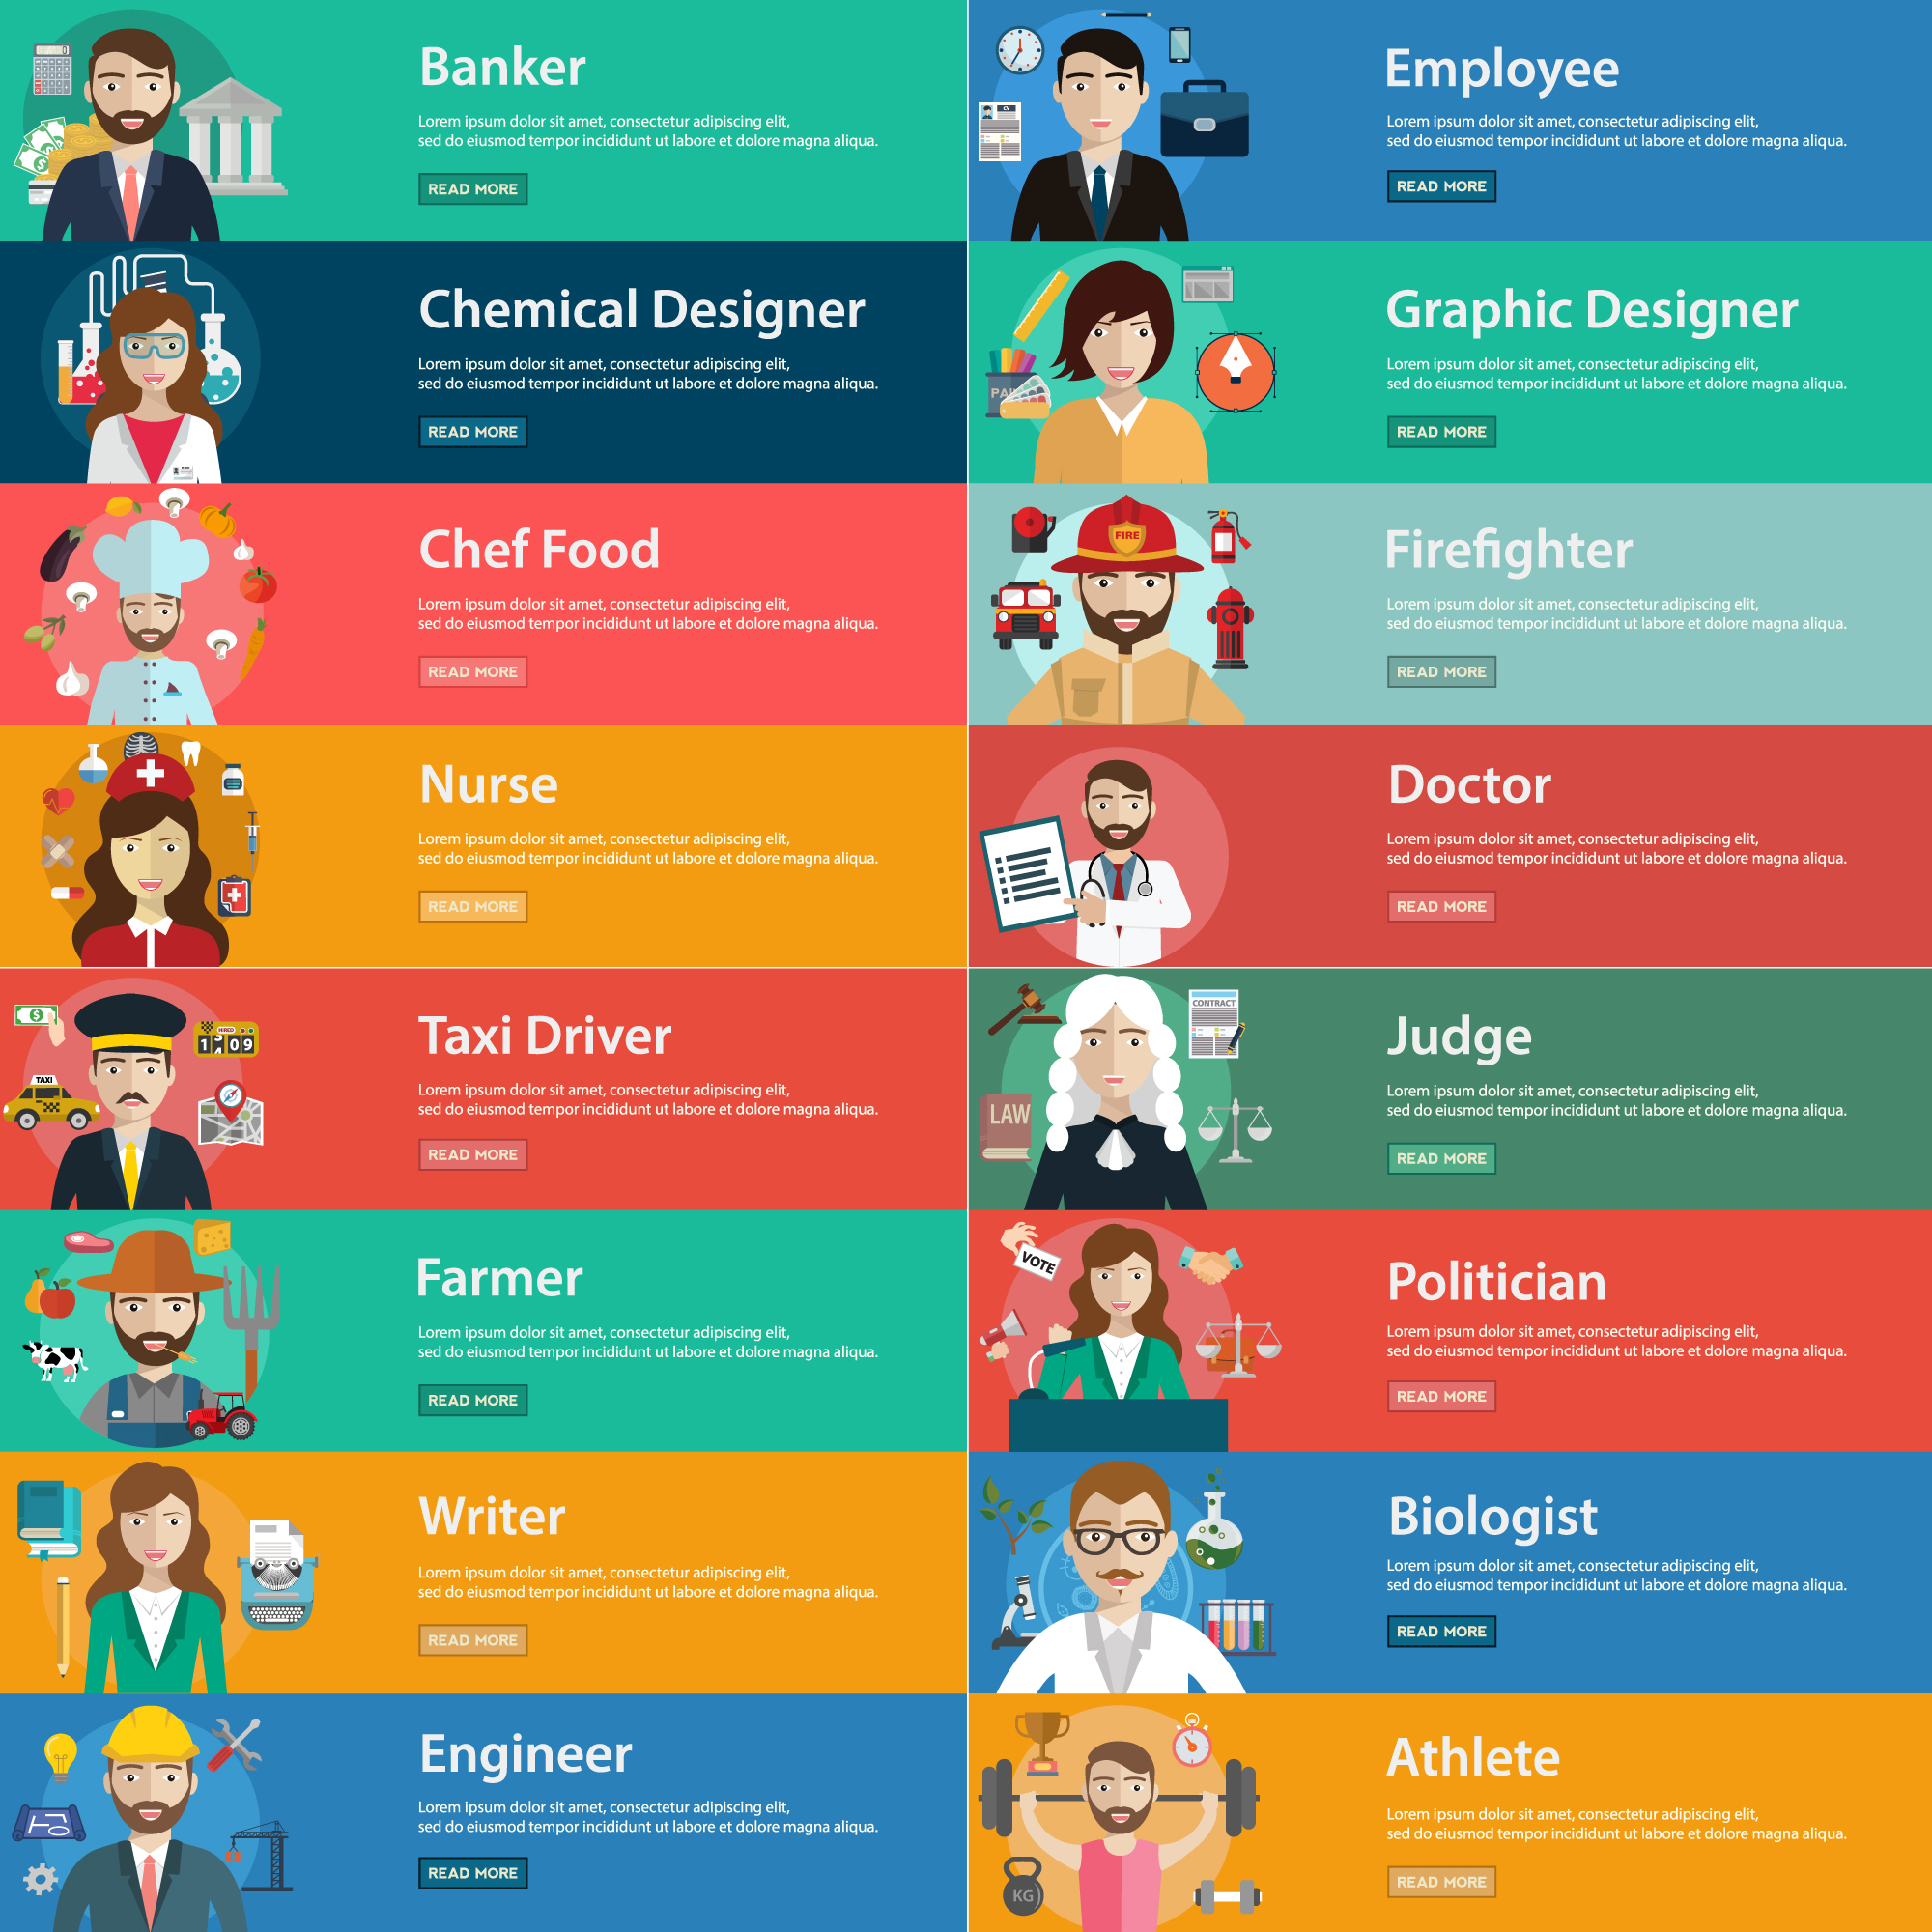 Banker
Lorem ipsum dolor sit amet, consectetur adipiscing elit,
sed do eiusmod tempor incididunt ut labore et dolore magna aliqua.
READ MORE
CV
Employee
Lorem ipsum dolor sit amet, consectetur adipiscing elit,
sed do eiusmod tempor incididunt ut labore et dolore magna aliqua.
READ MORE
Chemical Designer
Lorem ipsum dolor sit amet, consectetur adipiscing elit,
sed do eiusmod tempor incididunt ut labore et dolore magna aliqua.
READ MORE
Graphic Designer
Lorem ipsum dolor sit amet, consectetur adipiscing elit,
sed do eiusmod tempor incididunt ut labore et dolore magna aliqua.
READ MORE
Chef Food
Lorem ipsum dolor sit amet, consectetur adipiscing elit,
sed do eiusmod tempor incididunt ut labore et dolore magna aliqua.
READ MORE
FIRE
Firefighter
Lorem ipsum dolor sit amet, consectetur adipiscing elit,
sed do eiusmod tempor incididunt ut labore et dolore magna aliqua.
READ MORE
Nurse
Lorem ipsum dolor sit amet, consectetur adipiscing elit,
sed do eiusmod tempor incididunt ut labore et dolore magna aliqua.
READ MORE
Doctor
Lorem ipsum dolor sit amet, consectetur adipiscing elit,
sed do eiusmod tempor incididunt ut labore et dolore magna aliqua.
READ MORE
$
HIRED
TAXI
Taxi Driver
Lorem ipsum dolor sit amet, consectetur adipiscing elit,
sed do eiusmod tempor incididunt ut labore et dolore magna aliqua.
READ MORE
CONTRACT
LAW
Judge
Lorem ipsum dolor sit amet, consectetur adipiscing elit,
sed do eiusmod tempor incididunt ut labore et dolore magna aliqua.
READ MORE
Farmer
Lorem ipsum dolor sit amet, consectetur adipiscing elit,
sed do eiusmod tempor incididunt ut labore et dolore magna aliqua.
READ MORE
VOTE
Politician
Lorem ipsum dolor sit amet, consectetur adipiscing elit,
sed do eiusmod tempor incididunt ut labore et dolore magna aliqua.
READ MORE
Writer
Lorem ipsum dolor sit amet, consectetur adipiscing elit,
sed do eiusmod tempor incididunt ut labore et dolore magna aliqua.
READ MORE
Biologist
Lorem ipsum dolor sit amet, consectetur adipiscing elit,
sed do eiusmod tempor incididunt ut labore et dolore magna aliqua.
READ MORE
Engineer
Lorem ipsum dolor sit amet, consectetur adipiscing elit,
sed do eiusmod tempor incididunt ut labore et dolore magna aliqua.
READ MORE
KG
Athlete
Lorem ipsum dolor sit amet, consectetur adipiscing elit,
sed do eiusmod tempor incididunt ut labore et dolore magna aliqua.
READ MORE